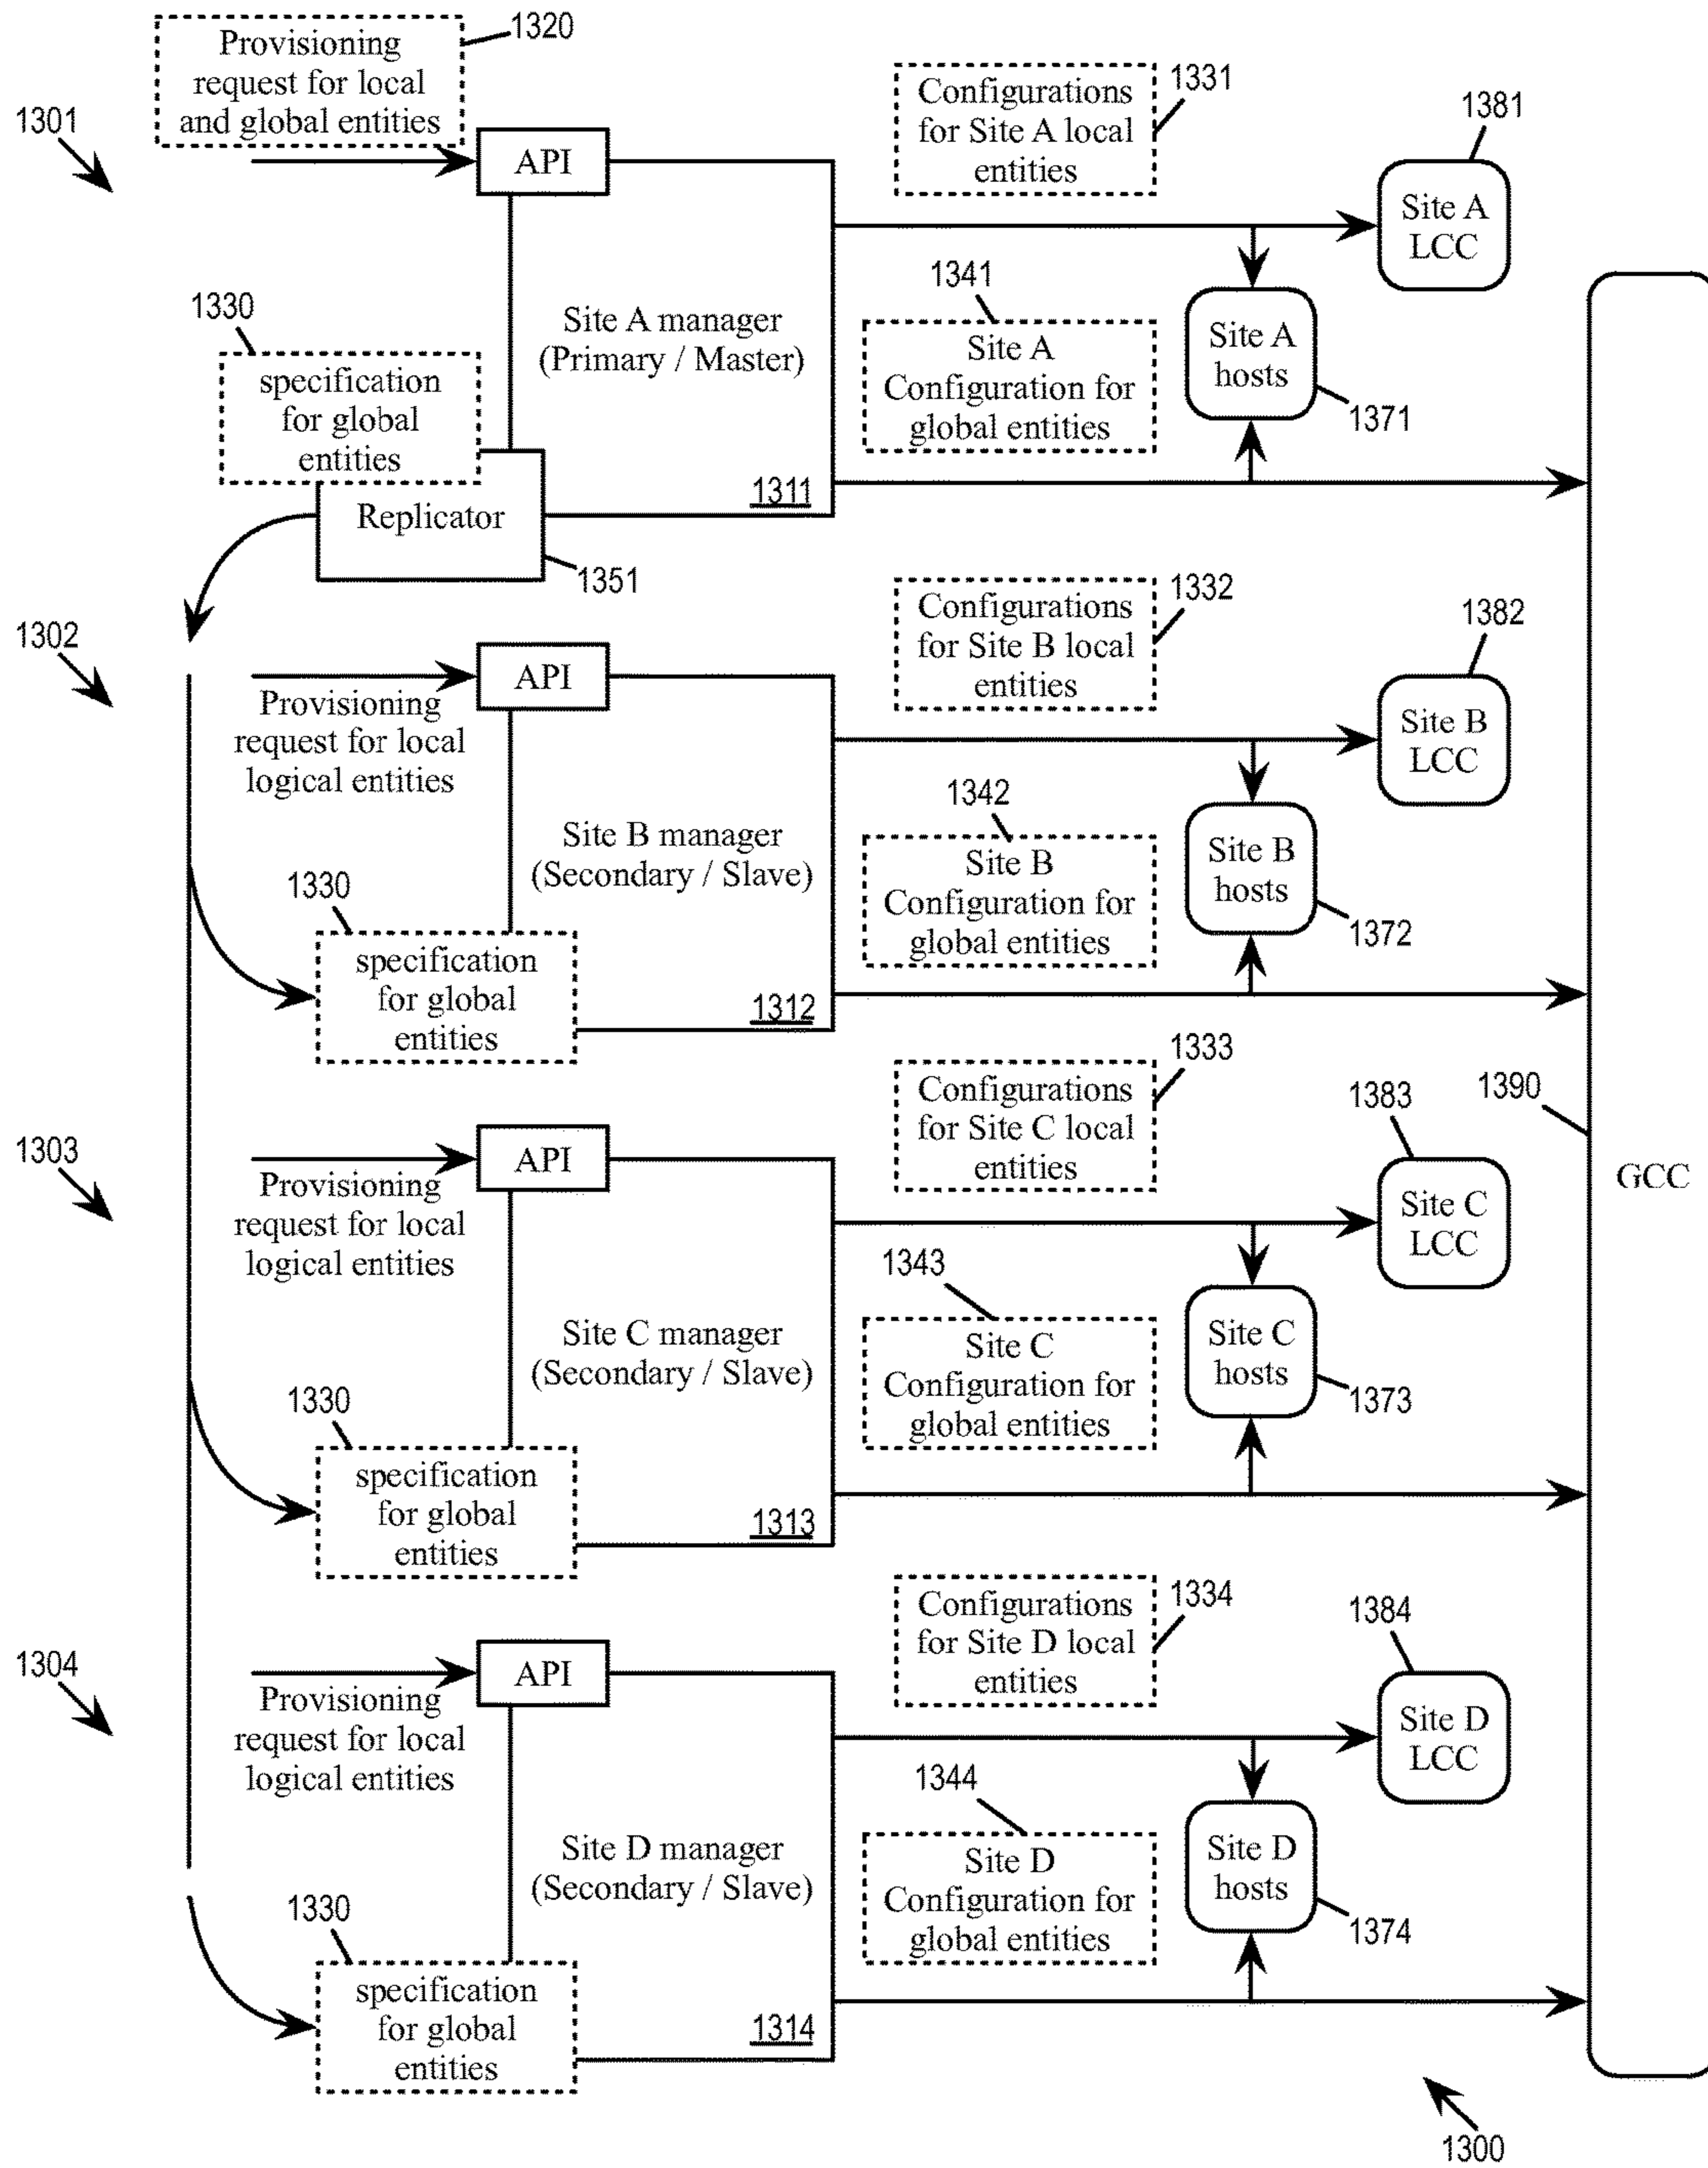 1320
Provisioning
request for local
and global entities
1301
API
Configurations
for Site A local
entities
1331
1381
Site A
LCC
1341
Site A
Configuration for
global entities
Site A
hosts
1371
1330
specification
for global
entities
Site A manager
(Primary / Master)
1311
Replicator
1351
1302
API
Provisioning
request for local
logical entities
Configurations
for Site B local
entities
1332
1382
Site B
LCC
1342
Site B
Configuration for
global entities
Site B
hosts
1372
Site B manager
(Secondary / Slave)
1330
specification
for global
entities
1312
1303
API
Provisioning
request for local
logical entities
Configurations
for Site C local
entities
1333
1383
Site C
LCC
1390
GCC
1343
Site C
Configuration for
global entities
Site C
hosts
1373
Site C manager
(Secondary / Slave)
1330
specification
for global
entities
1313
1304
API
Provisioning
request for local
logical entities
Configurations
for Site D local
entities
1334
1384
Site D
LCC
1344
Site D
Configuration for
global entities
Site D
hosts
1374
Site D manager
(Secondary / Slave)
1330
specification
for global
entities
1314
1300